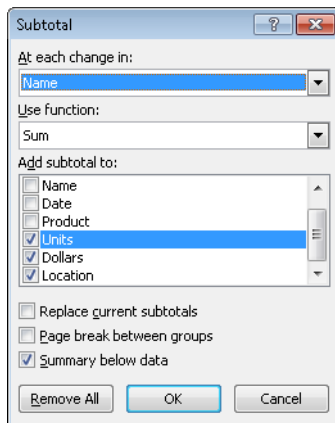 Subtotal
At each change in:
Name
Use function:
Sum
Add subtotal to:
Name
Date
Product
Units
Dollars
Location
Replace current subtotals
Page break between groups
Summary below data
Remove All OK Cancel